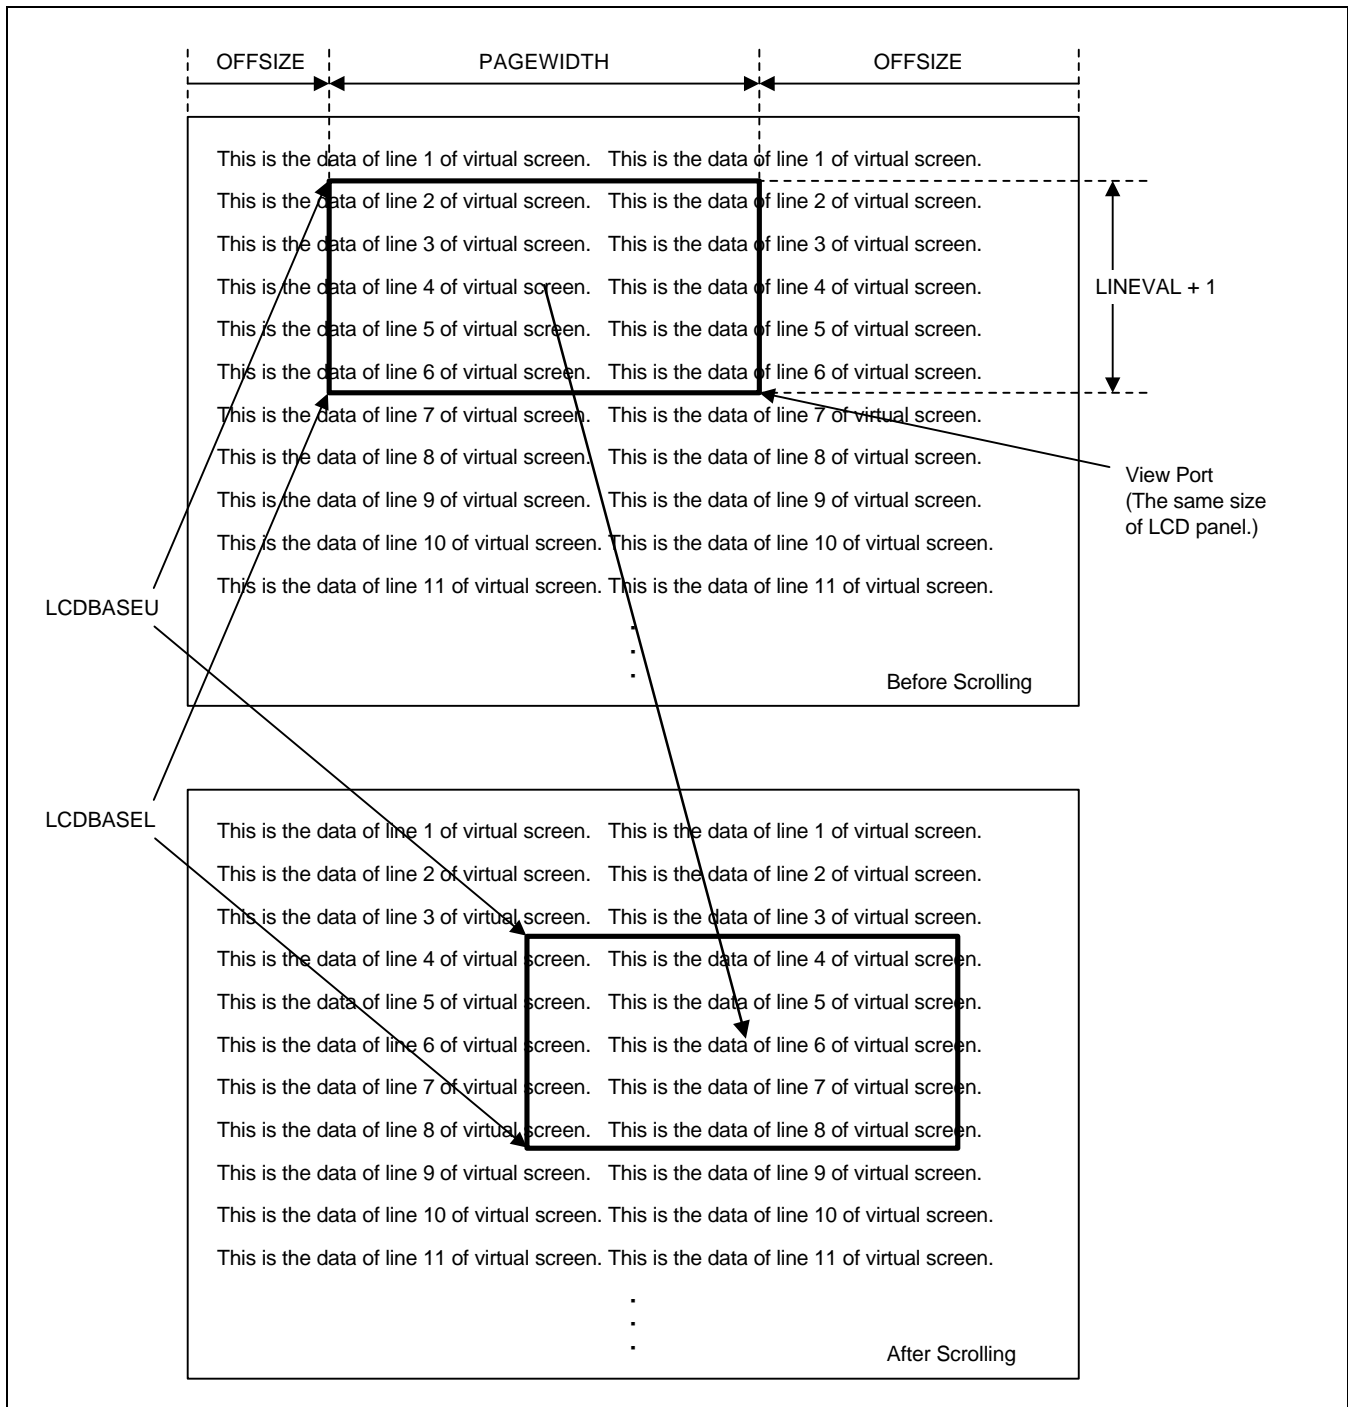 OFFSIZE PAGEWIDTH OFFSIZE
This is the data of line 1 of virtual screen. This is the data of line 1 of virtual screen.
This is the data of line 2 of virtual screen. This is the data of line 2 of virtual screen.
This is the data of line 3 of virtual screen. This is the data of line 3 of virtual screen.
This is the data of line 4 of virtual screen. This is the data of line 4 of virtual screen.
LINEVAL + 1
This is the data of line 5 of virtual screen. This is the data of line 5 of virtual screen.
This is the data of line 6 of virtual screen. This is the data of line 6 of virtual screen.
This is the data of line 7 of virtual screen. This is the data of line 7 of virtual screen.
This is the data of line 8 of virtual screen. This is the data of line 8 of virtual screen.
This is the data of line 9 of virtual screen. This is the data of line 9 of virtual screen.
This is the data of line 10 of virtual screen. This is the data of line 10 of virtual screen.
This is the data of line 11 of virtual screen. This is the data of line 11 of virtual screen.
.
.
.
View Port
(The same size
of LCD panel.)
LCDBASEU
Before Scrolling
LCDBASEL
This is the data of line 1 of virtual screen. This is the data of line 1 of virtual screen.
This is the data of line 2 of virtual screen. This is the data of line 2 of virtual screen.
This is the data of line 3 of virtual screen. This is the data of line 3 of virtual screen.
This is the data of line 4 of virtual screen. This is the data of line 4 of virtual screen.
This is the data of line 5 of virtual screen. This is the data of line 5 of virtual screen.
This is the data of line 6 of virtual screen. This is the data of line 6 of virtual screen.
This is the data of line 7 of virtual screen. This is the data of line 7 of virtual screen.
This is the data of line 8 of virtual screen. This is the data of line 8 of virtual screen.
This is the data of line 9 of virtual screen. This is the data of line 9 of virtual screen.
This is the data of line 10 of virtual screen. This is the data of line 10 of virtual screen.
This is the data of line 11 of virtual screen. This is the data of line 11 of virtual screen.
.
.
.
After Scrolling